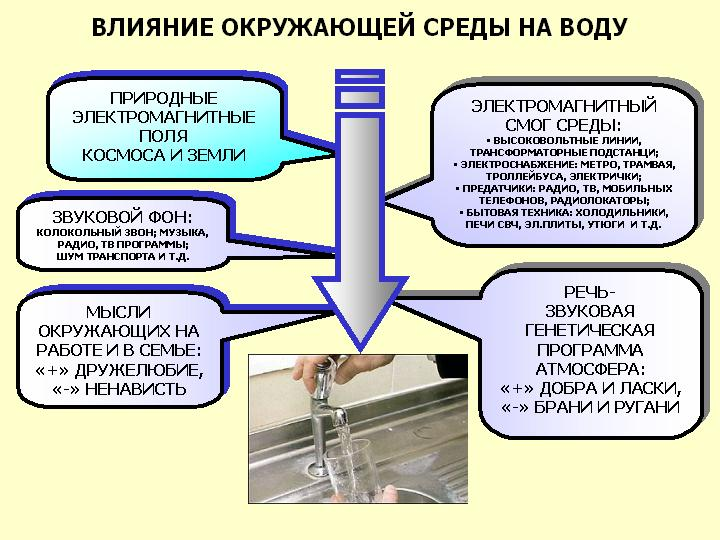 ВЛИЯНИЕ ОКРУЖАЮЩЕЙ СРЕДЫ НА ВОДУ
ПРИРОДНЫЕ
ЭЛЕКТРОМАГНИТНЫЕ
ПОЛЯ
КОСМОСА И ЗЕМЛИ
ЭЛЕКТРОМАГНИТНЫЙ
СМОГ СРЕДЫ:
• ВЫСОКОВОЛЬТНЫЕ ЛИНИИ,
ТРАНСФОРМАТОРНЫЕ ПОДСТАНЦИ;
• ЭЛЕКТРОСНАБЖЕНИЕ: МЕТРО, ТРАМВАЯ,
ТРОЛЛЕЙБУСА, ЭЛЕКТРИЧКИ;
• ПРЕДАТЧИКИ: РАДИО, ТВ, МОБИЛЬНЫХ
ТЕЛЕФОНОВ, РАДИОЛОКАТОРЫ;
• БЫТОВАЯ ТЕХНИКА: ХОЛОДИЛЬНИКИ,
ПЕЧИ СВЧ, ЭЛ.ПЛИТЫ, УТЮГИ И Т.Д.
ЗВУКОВОЙ ФОН:
КОЛОКОЛЬНЫЙ ЗВОН; МУЗЫКА,
РАДИО, ТВ ПРОГРАММЫ;
ШУМ ТРАНСПОРТА И Т.Д.
МЫСЛИ
ОКРУЖАЮЩИХ НА
РАБОТЕ И В СЕМЬЕ:
«+» ДРУЖЕЛЮБИЕ,
«-» НЕНАВИСТЬ
РЕЧЬ-
ЗВУКОВАЯ
ГЕНЕТИЧЕСКАЯ
ПРОГРАММА
АТМОСФЕРА:
«+» ДОБРА И ЛАСКИ,
«-» БРАНИ И РУГАНИ